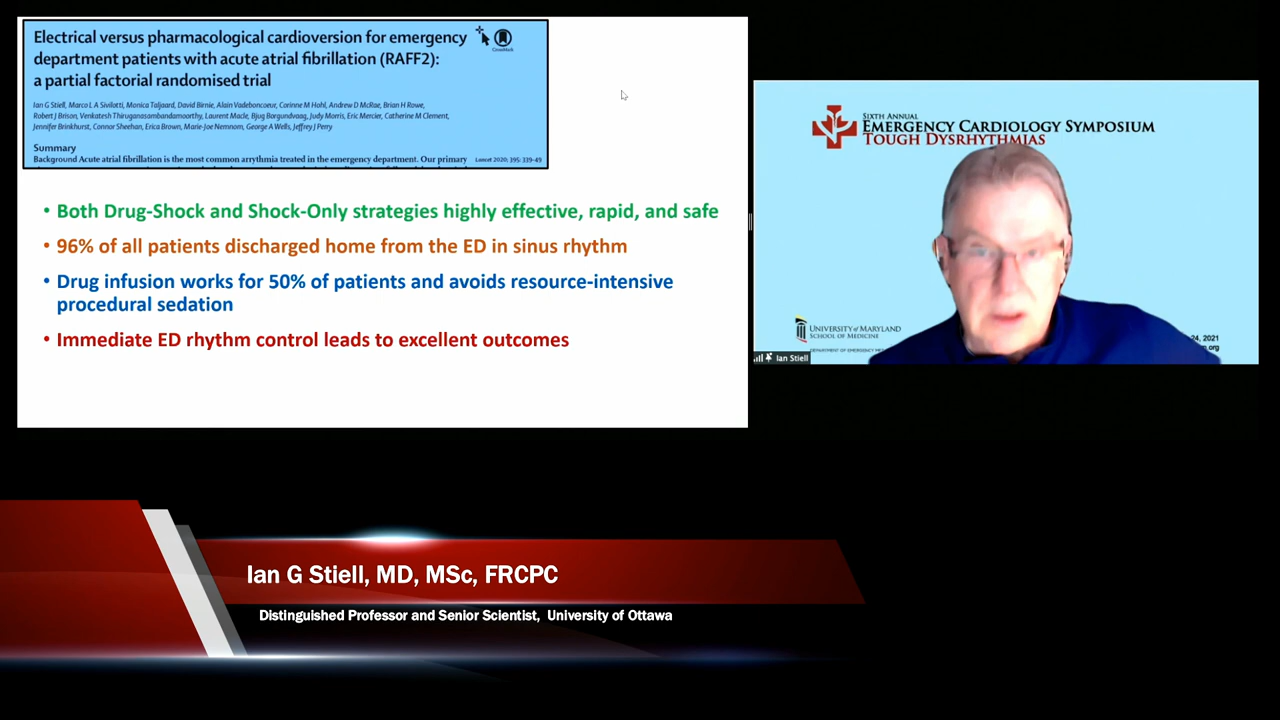 Electrical versus pharmacological cardioversion for emergency
department patients with acute atrial fibrillation (RAFF2):
a partial factorial randomised trial
CrossMark
Ian G Stiell, Marco L A Sivilotti, Monica Taljaard, David Birnie, Alain Vadeboncoeur, Corinne M Hohl, Andrew D McRae, Brian H Rowe,
Robert J Brison, Venkatesh Thiruganasambandamoorthy, Laurent Macle, Bjug Borgundvaag, Judy Morris, Eric Mercier, Catherine M Clement,
Jennifer Brinkhurst, Connor Sheehan, Erica Brown, Marie-Joe Nemnom, George A Wells, Jeffrey J Perry
Summary
Background Acute atrial fibrillation is the most common arrythmia treated in the emergency department. Our primary
Lancet 2020; 395: 339-49
• Both Drug-Shock and Shock-Only strategies highly effective, rapid, and safe
• 96% of all patients discharged home from the ED in sinus rhythm
• Drug infusion works for 50% of patients and avoids resource-intensive
procedural sedation
• Immediate ED rhythm control leads to excellent outcomes
SIXTH ANNUAL
EMERGENCY CARDIOLOGY SYMPOSIUM
TOUGH DYSRHYTHMIAS
UNIVERSITY of MARYLAND
SCHOOL OF MEDICINE
DEPARTMENT OF EMERGENCY
24, 2021
Ian Stiell
Ian G Stiell, MD, MSc, FRCPC
Distinguished Professor and Senior Scientist, University of Ottawa